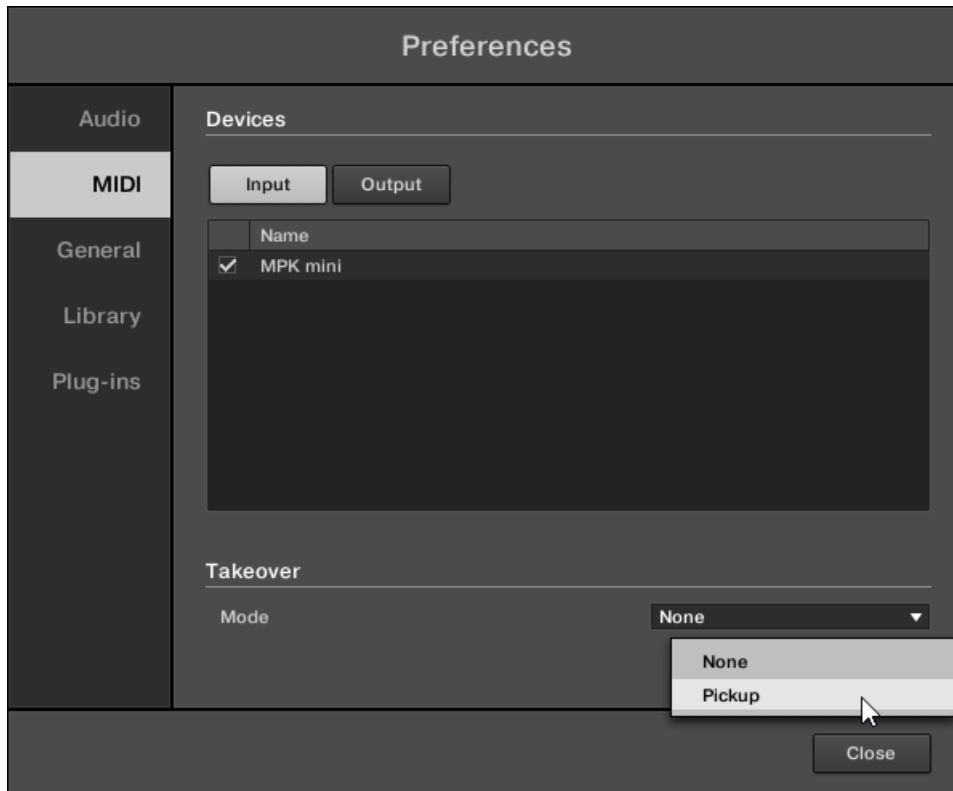 Preferences
Audio
MIDI
General
Library
Plug-ins
Devices
Input Output
Name
MPK mini
Takeover
Mode None
None
Pickup
Close